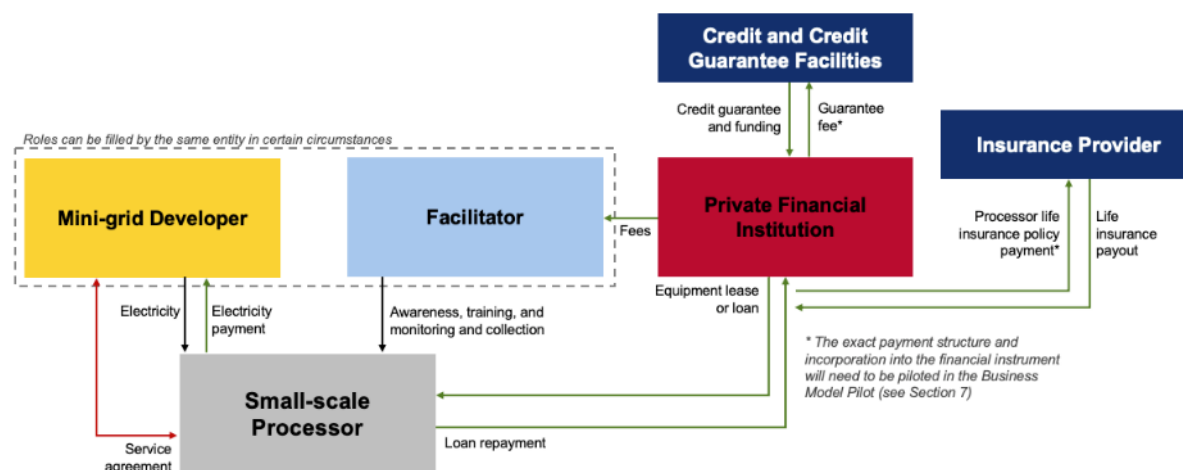 Credit and Credit
Guarantee Facilities
Credit guarantee
and funding
Guarantee
fee*
Roles can be filled by the same entity in certain circumstances
Insurance Provider
Mini-grid Developer
Facilitator
Private Financial
Institution
Fees
Processor life
insurance policy
payment*
Life
insurance
payout
Electricity
Electricity
payment
Awareness, training, and
monitoring and collection
Equipment lease
or loan
* The exact payment structure and
incorporation into the financial instrument
will need to be piloted in the Business
Model Pilot (see Section 7)
Small-scale
Processor
Loan repayment
Service
agreement